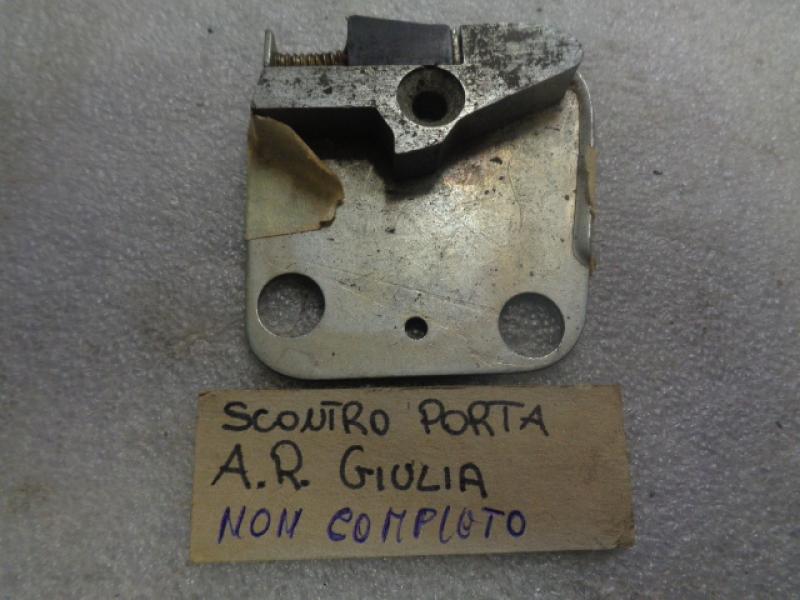 SCONTRO PORTA
A.R. GIULIA
NON COMPLETO